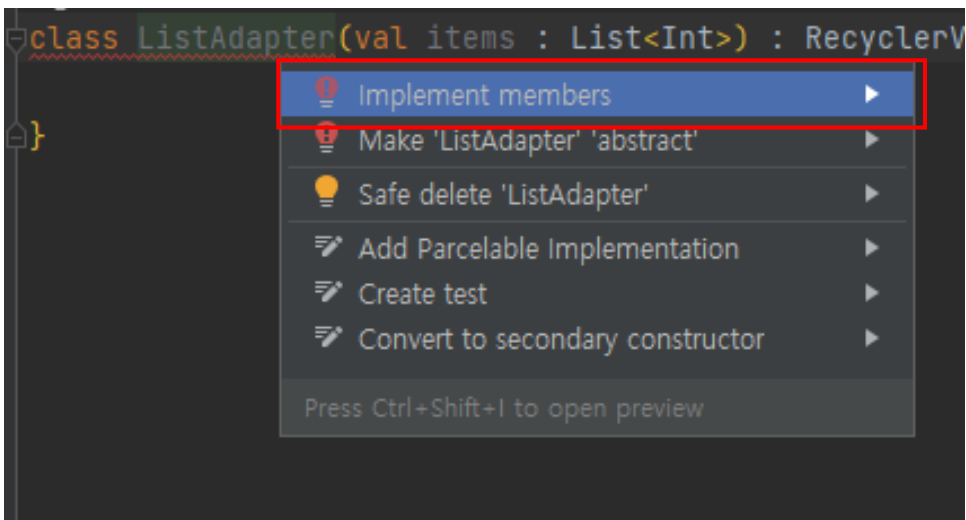 class ListAdapter(val items : List<Int>) : RecyclerV
Implement members
}
Make 'ListAdapter' 'abstract'
Safe delete 'ListAdapter'
Add Parcelable Implementation
Create test
Convert to secondary constructor
Press Ctrl+Shift+I to open preview